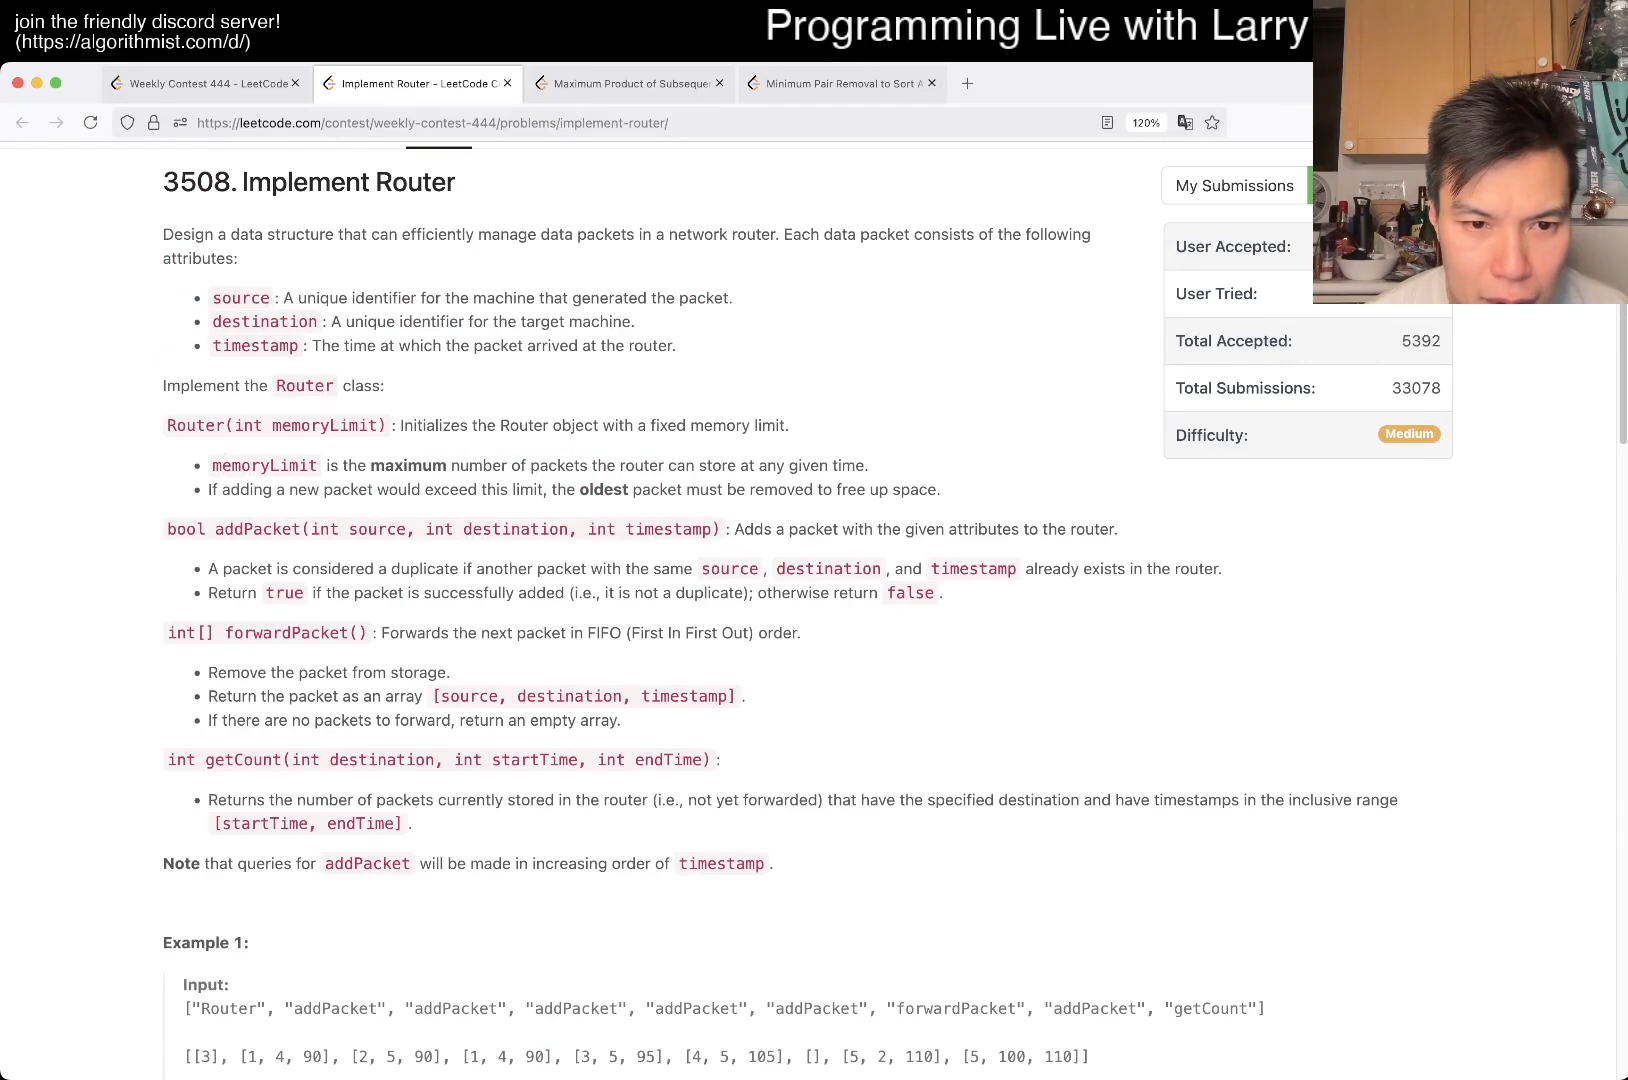 join the friendly discord server!
(https://algorithmist.com/d/)
Programming Live with Larry
Weekly Contest 444 - LeetCode
Implement Router - LeetCode C
Maximum Product of Subsequen
Minimum Pair Removal to Sort A
https://leetcode.com/contest/weekly-contest-444/problems/implement-router/
120%
3508. Implement Router
My Submissions
Design a data structure that can efficiently manage data packets in a network router. Each data packet consists of the following
attributes:
User Accepted:
• source : A unique identifier for the machine that generated the packet.
User Tried:
• destination : A unique identifier for the target machine.
• timestamp : The time at which the packet arrived at the router.
Total Accepted: 5392
Implement the Router class:
Total Submissions: 33078
Router(int memoryLimit) : Initializes the Router object with a fixed memory limit.
Difficulty: Medium
• memoryLimit is the maximum number of packets the router can store at any given time.
• If adding a new packet would exceed this limit, the oldest packet must be removed to free up space.
bool addPacket(int source, int destination, int timestamp) : Adds a packet with the given attributes to the router.
• A packet is considered a duplicate if another packet with the same source , destination , and timestamp already exists in the router.
• Return true if the packet is successfully added (i.e., it is not a duplicate); otherwise return false .
int[] forwardPacket() : Forwards the next packet in FIFO (First In First Out) order.
• Remove the packet from storage.
• Return the packet as an array [source, destination, timestamp] .
• If there are no packets to forward, return an empty array.
int getCount(int destination, int startTime, int endTime) :
• Returns the number of packets currently stored in the router (i.e., not yet forwarded) that have the specified destination and have timestamps in the inclusive range
[startTime, endTime] .
Note that queries for addPacket will be made in increasing order of timestamp .
Example 1:
Input:
["Router", "addPacket", "addPacket", "addPacket", "addPacket", "addPacket", "forwardPacket", "addPacket", "getCount"]
[[3], [1, 4, 90], [2, 5, 90], [1, 4, 90], [3, 5, 95], [4, 5, 105], [], [5, 2, 110], [5, 100, 110]]